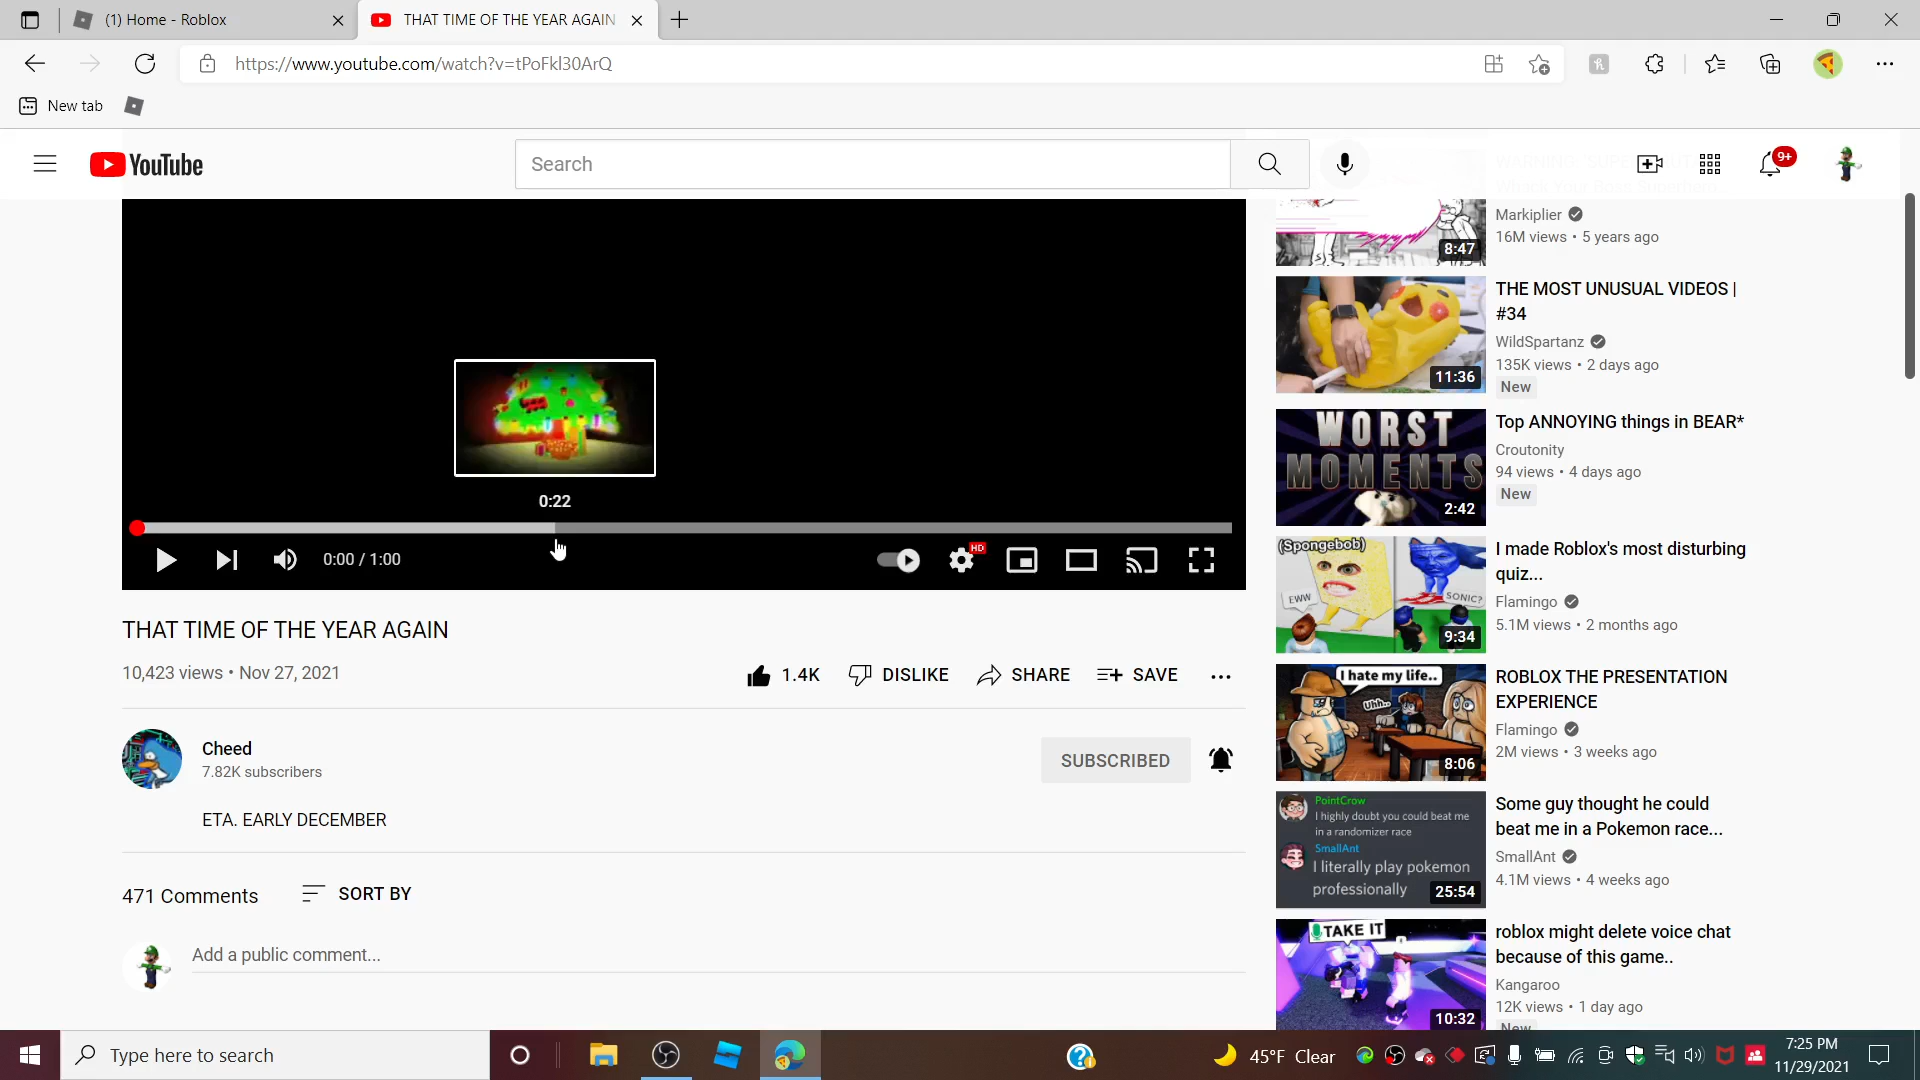 (1) Home - Roblox
THAT TIME OF THE YEAR AGAIN
https://www.youtube.com/watch?v=tPoFkl30ArQ
New tab
YouTube
Search
9+
Markiplier
16M views • 5 years ago
8:47
THE MOST UNUSUAL VIDEOS |
#34
WildSpartanz
135K views • 2 days ago
New
11:36
WORST
MOMENTS
2:42
Top ANNOYING things in BEAR*
Croutonity
94 views • 4 days ago
New
0:22
0:00 / 1:00
HD
(Spongebob)
EWW
SONIC?
9:34
I made Roblox's most disturbing
quiz...
Flamingo
5.1M views • 2 months ago
THAT TIME OF THE YEAR AGAIN
10,423 views • Nov 27, 2021
1.4K
DISLIKE
SHARE
SAVE
I hate my life..
Uhh..
8:06
ROBLOX THE PRESENTATION
EXPERIENCE
Flamingo
2M views • 3 weeks ago
Cheed
7.82K subscribers
SUBSCRIBED
ETA. EARLY DECEMBER
PointCrow
I highly doubt you could beat me
in a randomizer race
SmallAnt
I literally play pokemon
professionally
25:54
Some guy thought he could
beat me in a Pokemon race...
SmallAnt
4.1M views • 4 weeks ago
471 Comments
SORT BY
Add a public comment...
TAKE IT
10:32
roblox might delete voice chat
because of this game..
Kangaroo
12K views • 1 day ago
New
Type here to search
45°F Clear
7:25 PM
11/29/2021